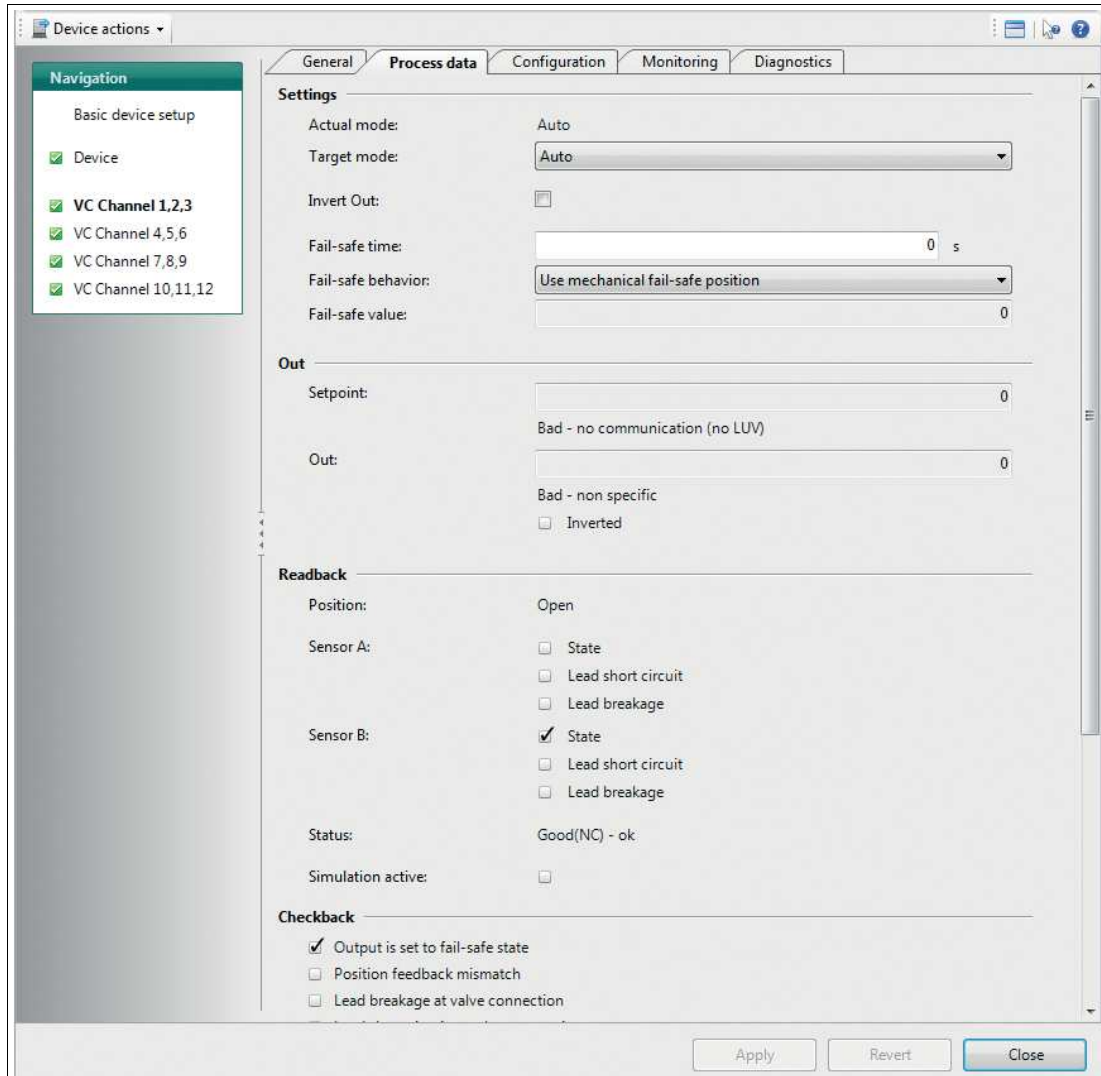 Device actions
Navigation
Basic device setup
Device
VC Channel 1,2,3
VC Channel 4,5,6
VC Channel 7,8,9
VC Channel 10,11,12
General Process data Configuration Monitoring Diagnostics
Settings
Actual mode: Auto
Target mode: Auto
Invert Out:
Fail-safe time: 0 s
Fail-safe behavior: Use mechanical fail-safe position
Fail-safe value: 0
Out
Setpoint: 0
Bad - no communication (no LUV)
Out: 0
Bad - non specific
Inverted
Readback
Position: Open
Sensor A: State
Lead short circuit
Lead breakage
Sensor B: State
Lead short circuit
Lead breakage
Status: Good(NC) - ok
Simulation active:
Checkback
Output is set to fail-safe state
Position feedback mismatch
Lead breakage at valve connection
Apply Revert Close